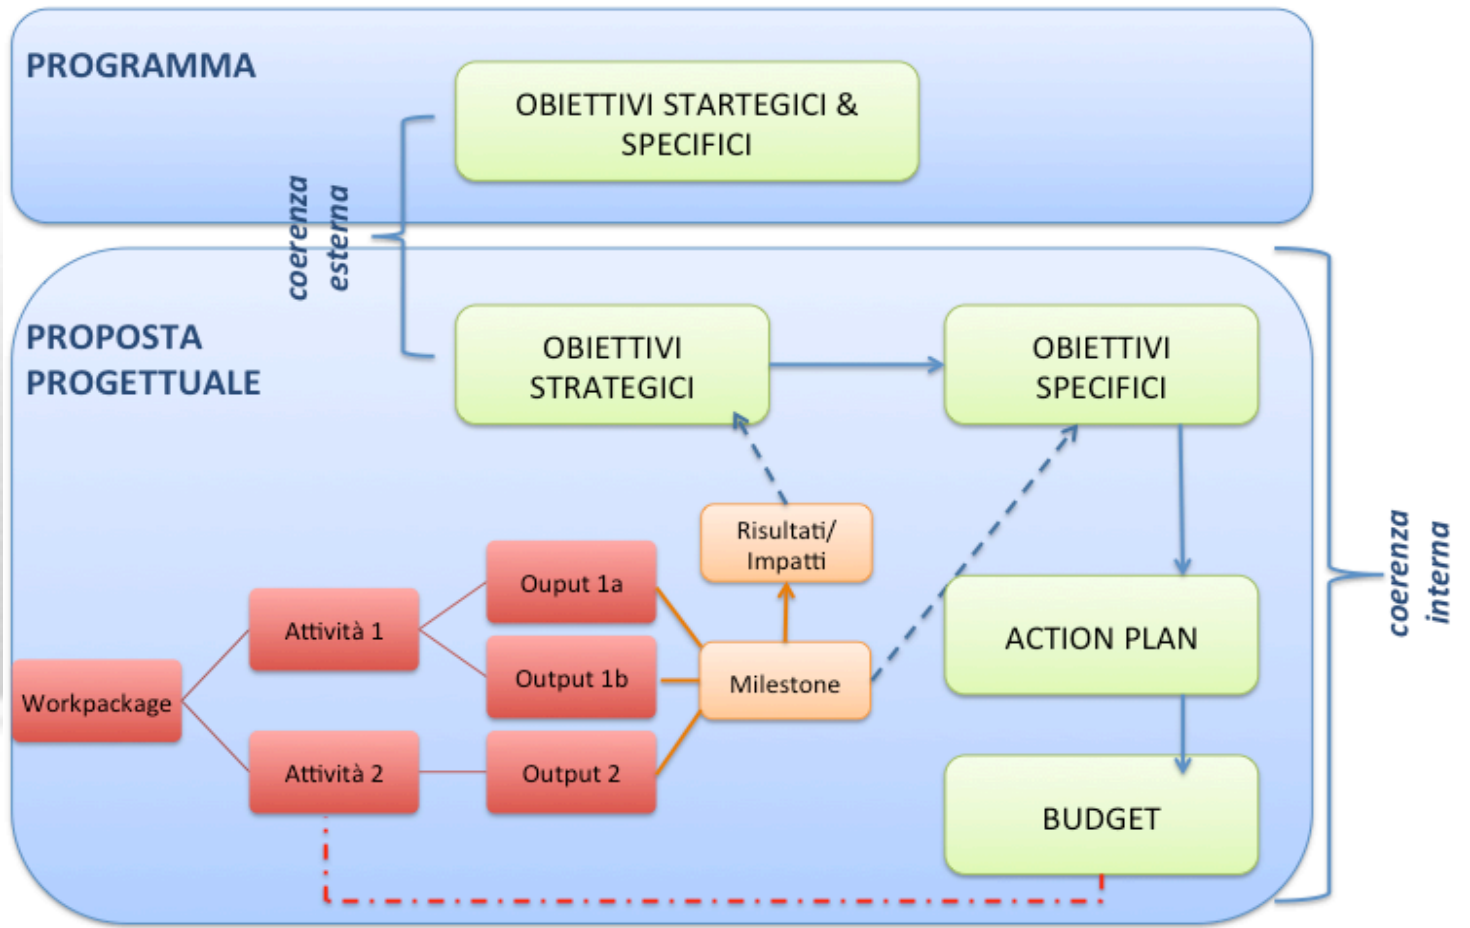 PROGRAMMA
OBIETTIVI STARTEGICI &
SPECIFICI
coerenza
esterna
PROPOSTA
PROGETTUALE
OBIETTIVI
STRATEGICI
OBIETTIVI
SPECIFICI
Risultati/
Impatti
Ouput 1a
Attività 1
Output 1b
Milestone
Workpackage
Attività 2
Output 2
ACTION PLAN
BUDGET
coerenza
interna